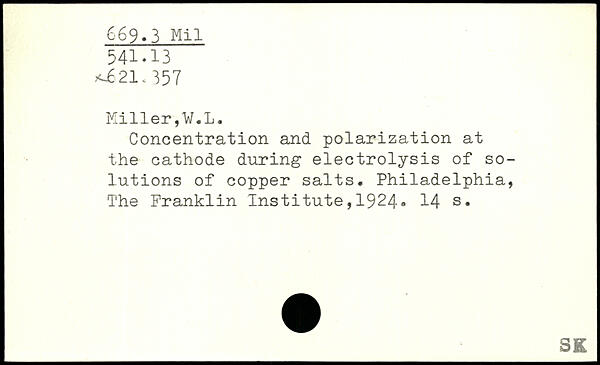 669.3 Mil
541.13
x621.357
Miller,W.L.
Concentration and polarization at
the cathode during electrolysis of so-
lutions of copper salts. Philadelphia,
The Franklin Institute,1924. 14 s.
SK